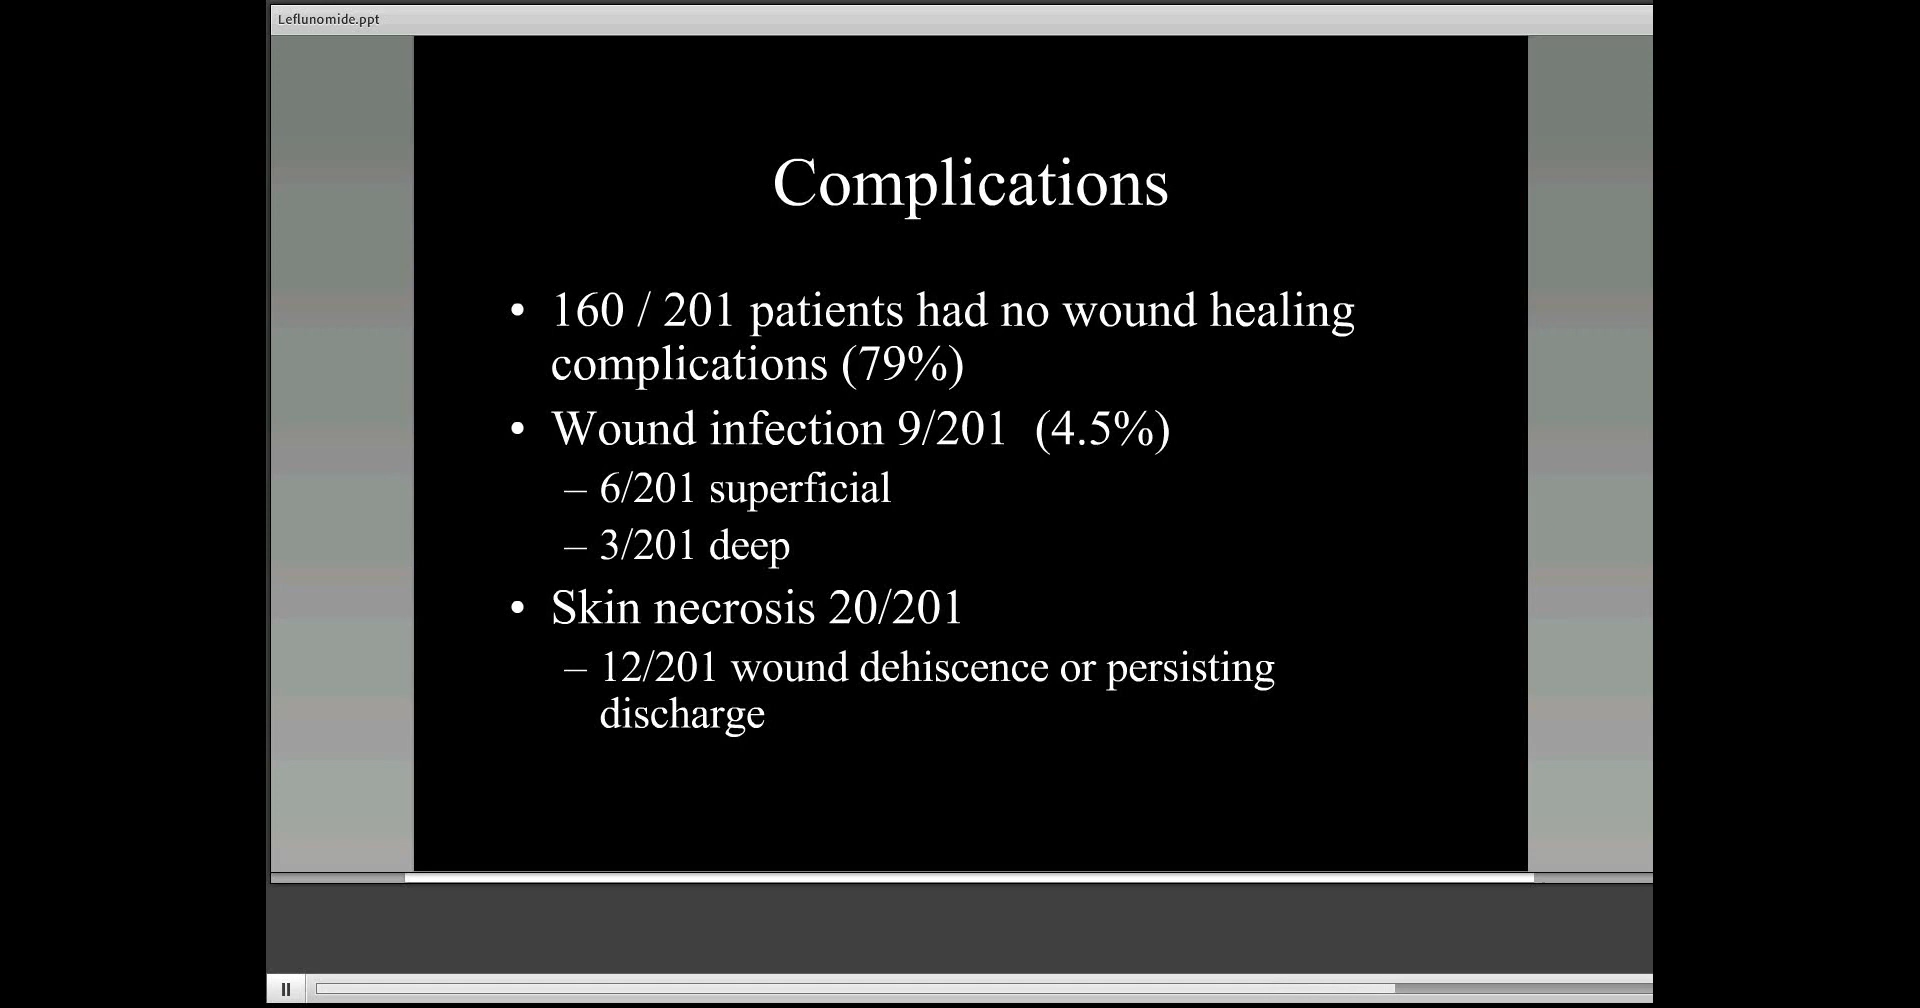 Leflunomide.ppt
Complications
• 160 / 201 patients had no wound healing
complications (79%)
• Wound infection 9/201 (4.5%)
– 6/201 superficial
– 3/201 deep
• Skin necrosis 20/201
– 12/201 wound dehiscence or persisting
discharge